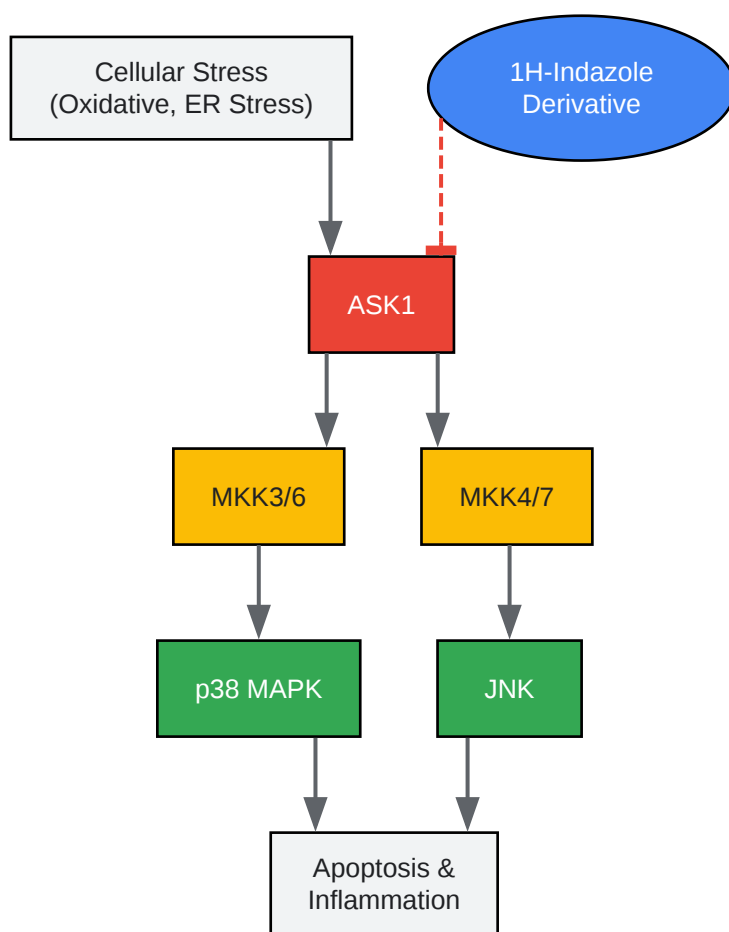 Cellular Stress
(Oxidative, ER Stress)
1H-Indazole
Derivative
ASK1
MKK3/6
MKK4/7
p38 MAPK
JNK
Apoptosis &
Inflammation